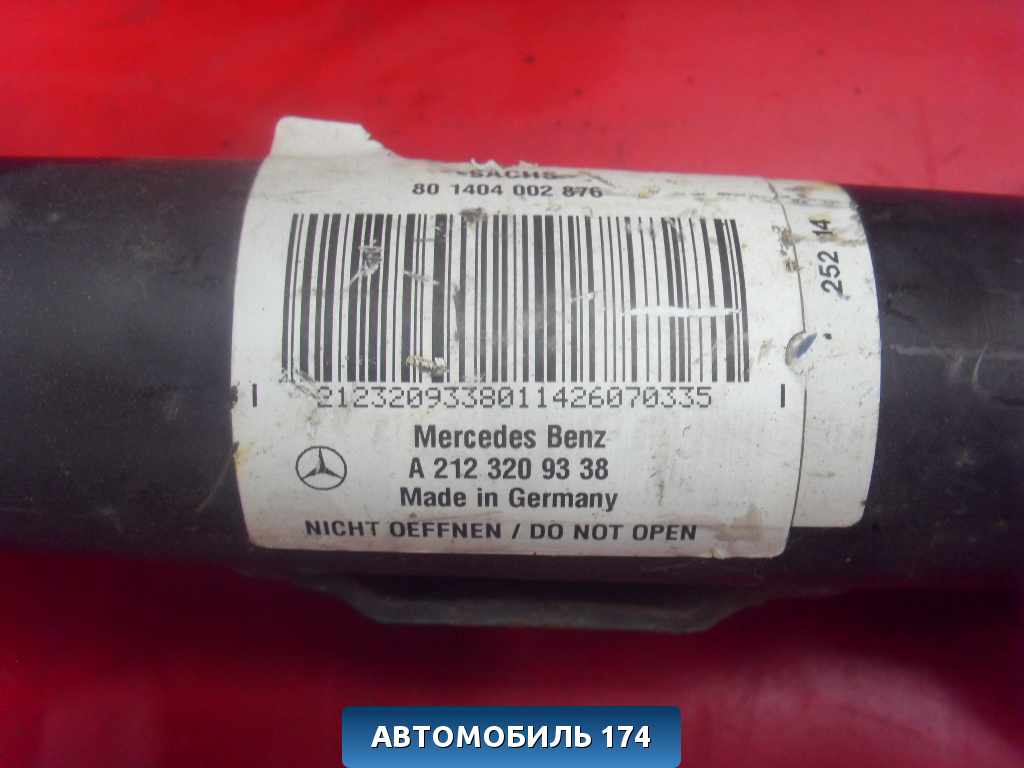 SACHS
80 1404 002 876
252 14
2123209338011426070335
Mercedes Benz
A 212 320 93 38
Made in Germany
NICHT OEFFNEN / DO NOT OPEN
АВТОМОБИЛЬ 174